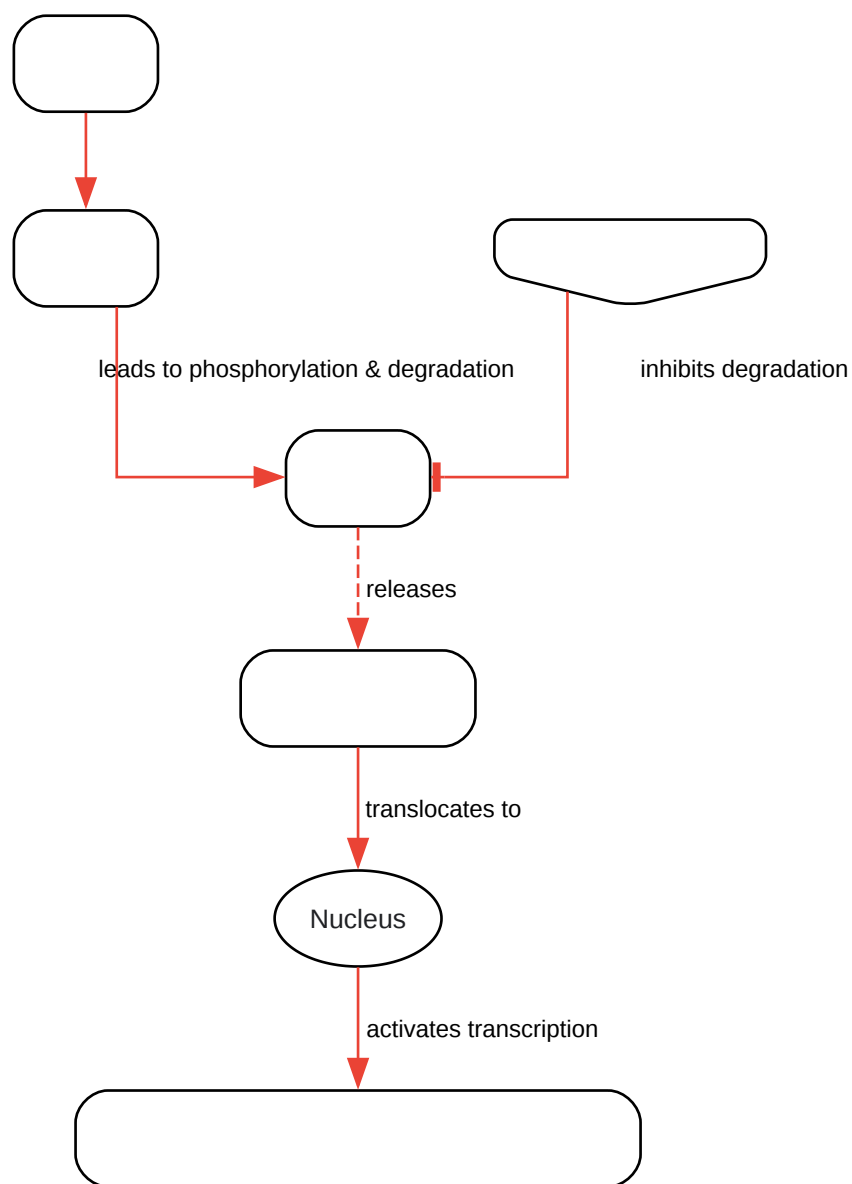 leads to phosphorylation & degradation
inhibits degradation
releases
translocates to
Nucleus
activates transcription